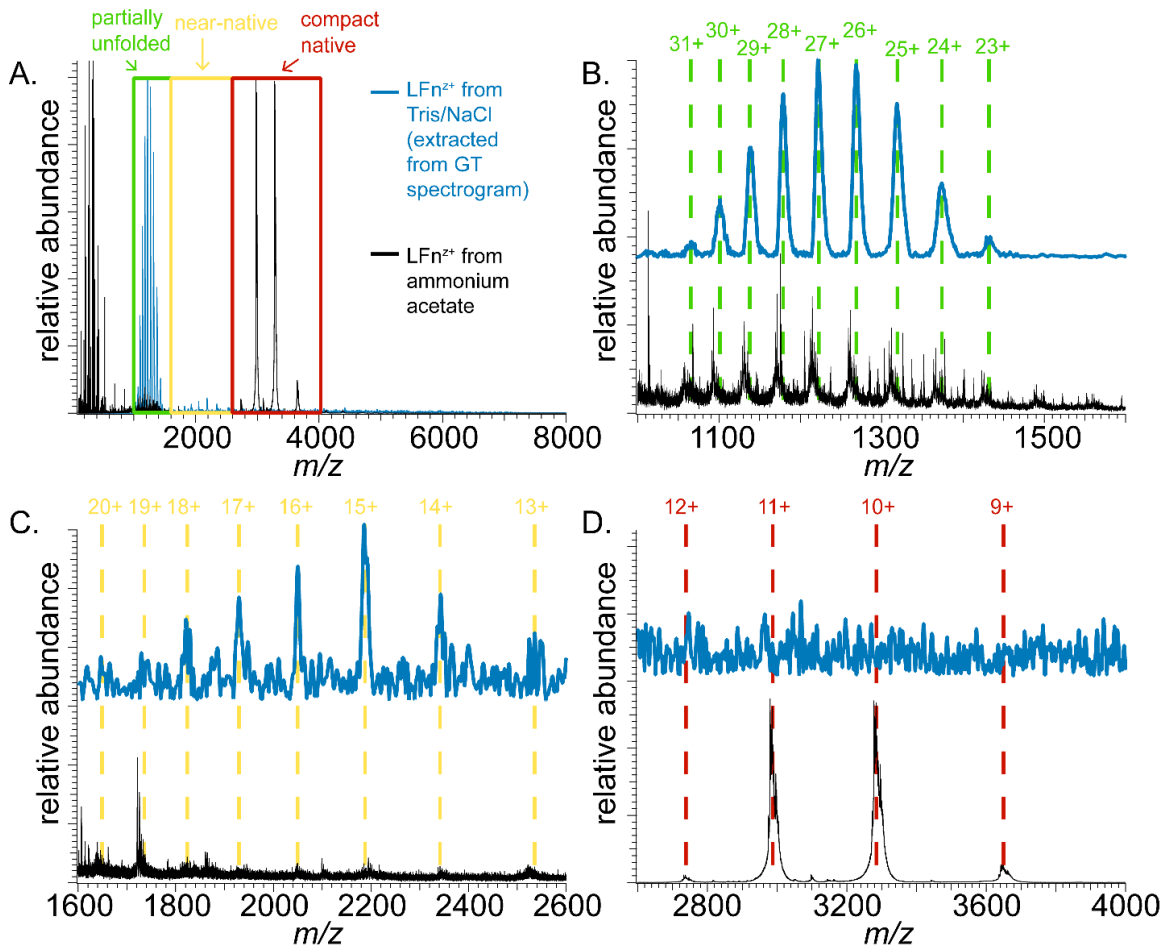 A.
partially
unfolded
near-native
compact
native
relative abundance
LFnᶻ⁺ from
Tris/NaCl
(extracted
from GT
spectrogram)
LFnᶻ⁺ from
ammonium
acetate
2000 4000 6000 8000
m/z
B.
31+ 30+ 29+ 28+ 27+ 26+ 25+ 24+ 23+
relative abundance
1100 1300 1500
m/z
C.
20+ 19+ 18+ 17+ 16+ 15+ 14+ 13+
relative abundance
1600 1800 2000 2200 2400 2600
m/z
D.
12+ 11+ 10+ 9+
relative abundance
2800 3200 3600 4000
m/z